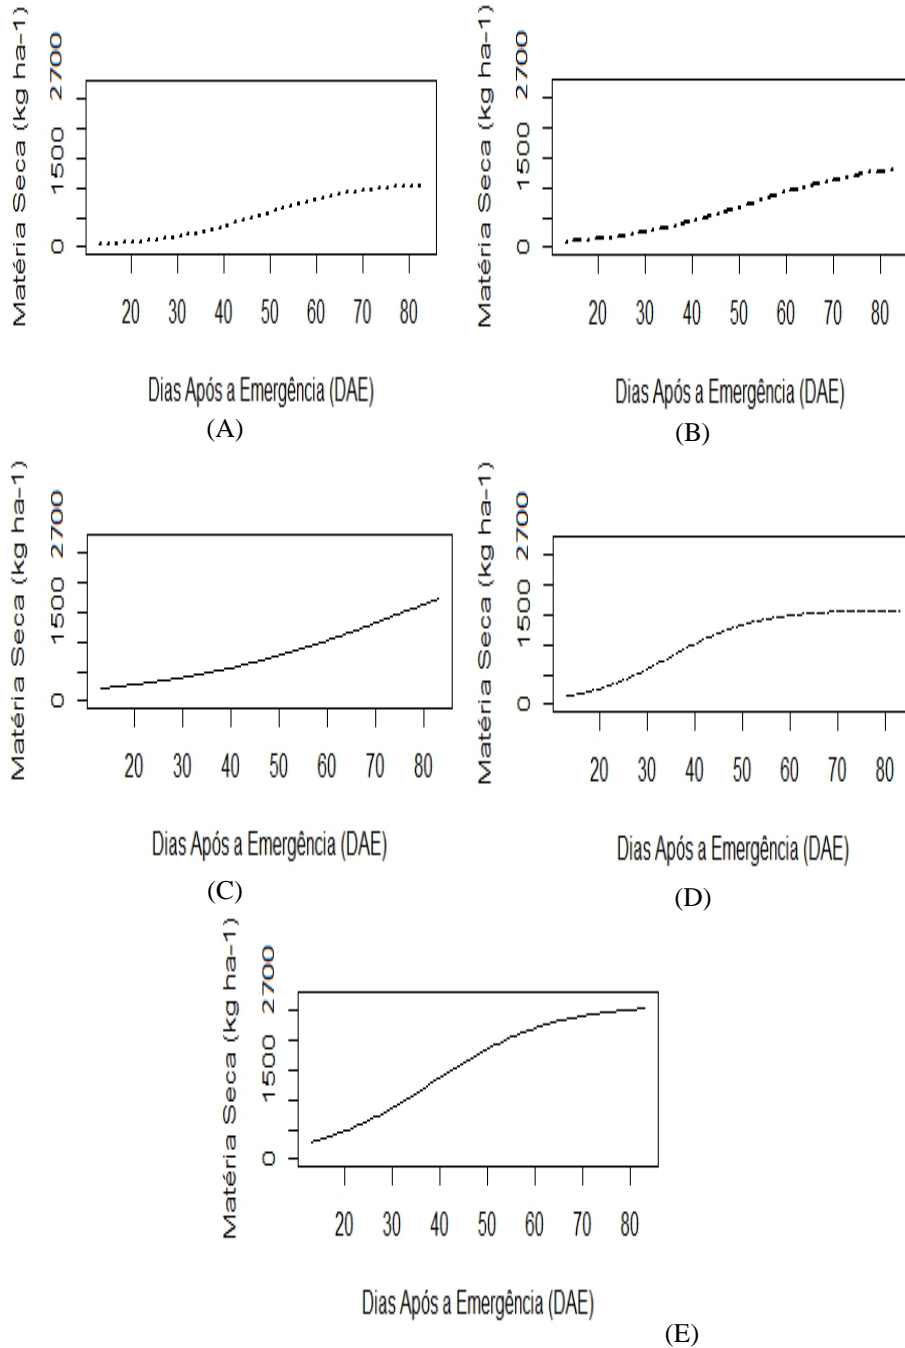 Matéria Seca (kg ha-1)
0 1500 2700
20 30 40 50 60 70 80
Dias Após a Emergência (DAE)
(A)
Matéria Seca (kg ha-1)
0 1500 2700
20 30 40 50 60 70 80
Dias Após a Emergência (DAE)
(B)
Matéria Seca (kg ha-1)
0 1500 2700
20 30 40 50 60 70 80
Dias Após a Emergência (DAE)
(C)
Matéria Seca (kg ha-1)
0 1500 2700
20 30 40 50 60 70 80
Dias Após a Emergência (DAE)
(D)
Matéria Seca (kg ha-1)
0 1500 2700
20 30 40 50 60 70 80
Dias Após a Emergência (DAE)
(E)